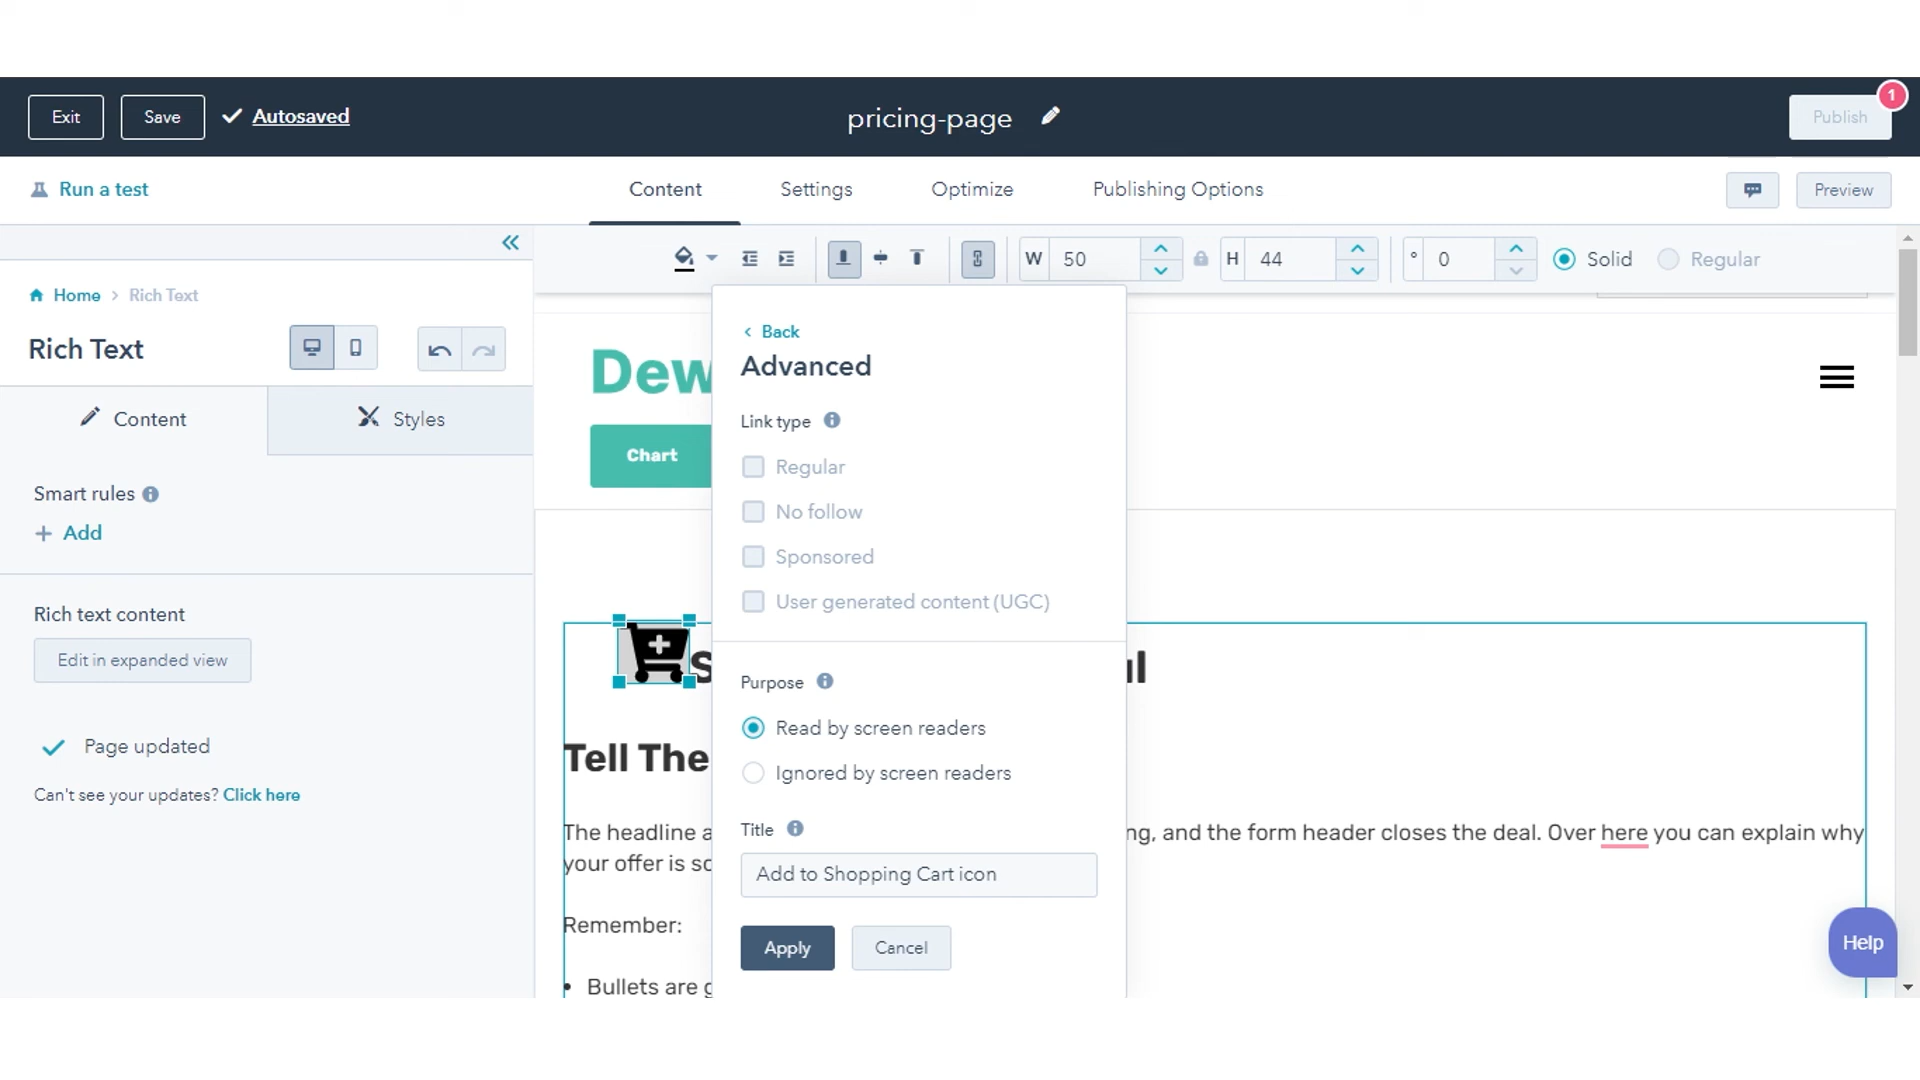 Exit
Save
Autosaved
pricing-page
Publish
1
Run a test
Content
Settings
Optimize
Publishing Options
Preview
W 50
H 44
° 0
Solid
Regular
Home
Rich Text
Rich Text
Content
Styles
Smart rules
+ Add
Rich text content
Edit in expanded view
Page updated
Can't see your updates? Click here
Dew
Chart
Back
Advanced
Link type
Regular
No follow
Sponsored
User generated content (UGC)
Purpose
Read by screen readers
Ignored by screen readers
Title
Add to Shopping Cart icon
Apply
Cancel
Tell The
The headline
ng, and the form header closes the deal. Over here you can explain why
your offer is
Remember:
• Bullets are
Help